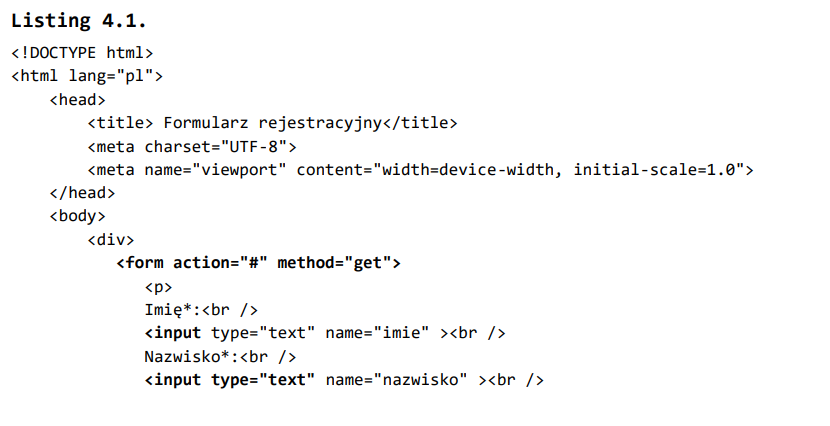 Listing 4.1.
<!DOCTYPE html>
<html lang="pl">
<head>
<title> Formularz rejestracyjny</title>
<meta charset="UTF-8">
<meta name="viewport" content="width=device-width, initial-scale=1.0">
</head>
<body>
<div>
<form action="#" method="get">
<p>
Imię*:<br />
<input type="text" name="imie" ><br />
Nazwisko*:<br />
<input type="text" name="nazwisko" ><br />